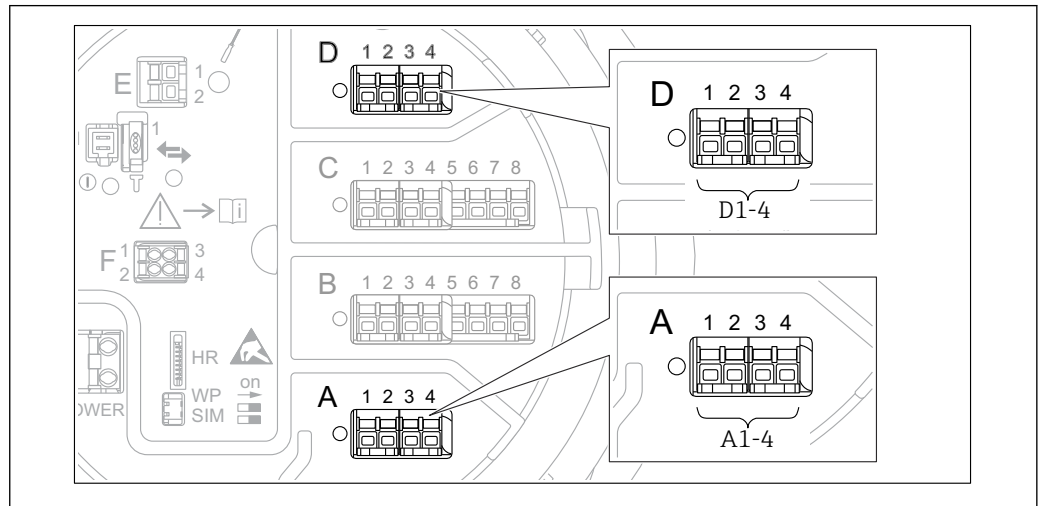 D 1 2 3 4
E 1
2
D 1 2 3 4
D1-4
1
C 1 2 3 4 5 6 7 8
i
F 1 3
2 4
B 1 2 3 4 5 6 7 8
A 1 2 3 4
A1-4
HR
WP on
SIM
OWER
A 1 2 3 4